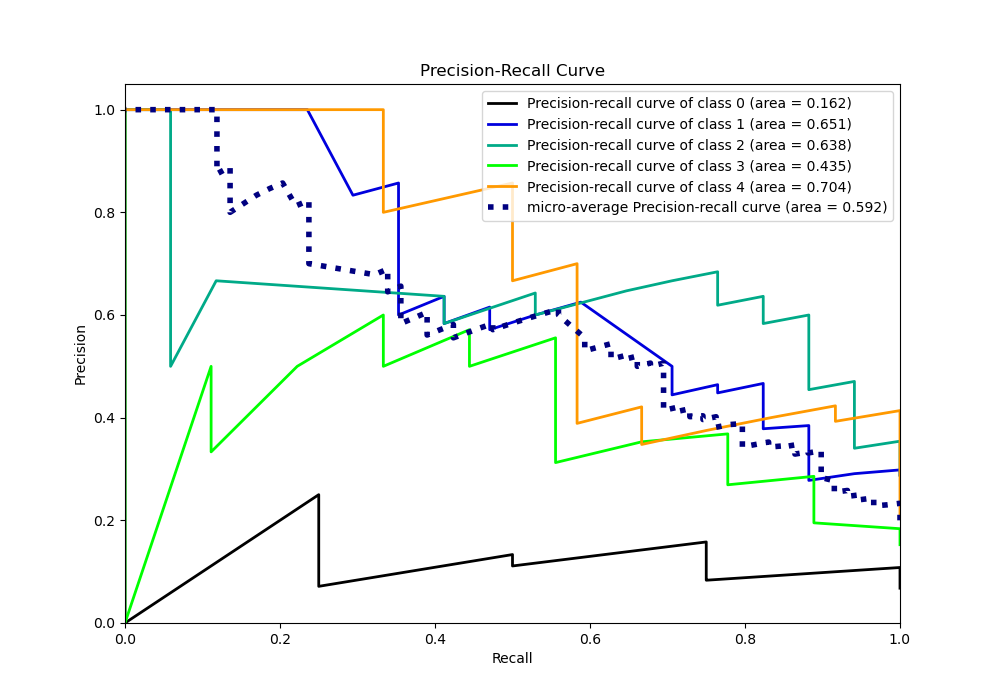 Precision-Recall Curve
Precision-recall curve of class 0 (area = 0.162)
Precision-recall curve of class 1 (area = 0.651)
Precision-recall curve of class 2 (area = 0.638)
Precision-recall curve of class 3 (area = 0.435)
Precision-recall curve of class 4 (area = 0.704)
micro-average Precision-recall curve (area = 0.592)
Precision
1.0
0.8
0.6
0.4
0.2
0.0
0.0 0.2 0.4 0.6 0.8 1.0
Recall